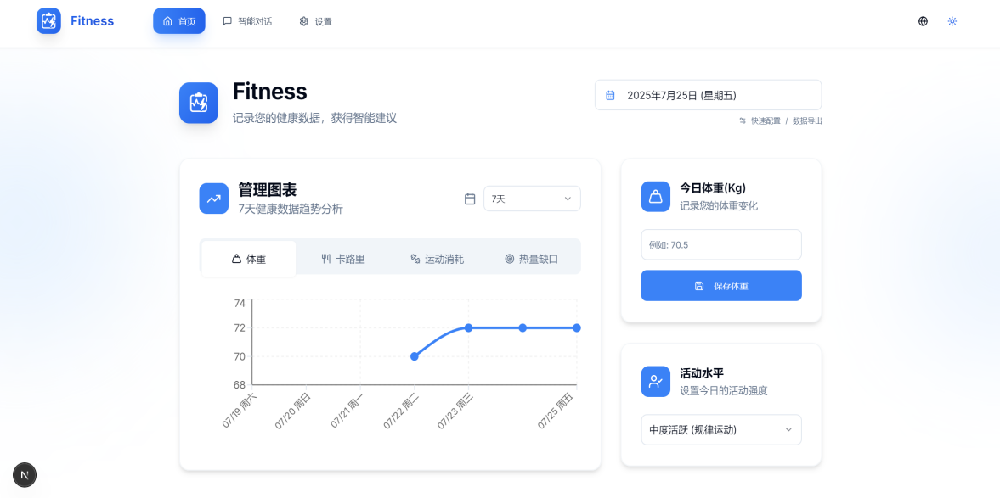 Fitness
首页
智能对话
设置
Fitness
记录您的健康数据，获得智能建议
2025年7月25日 (星期五)
快速配置 / 数据导出
管理图表
7天健康数据趋势分析
7天
体重
卡路里
运动消耗
热量缺口
74
72
70
68
07/19 周六
07/20 周日
07/21 周一
07/22 周二
07/23 周三
07/25 周五
今日体重(Kg)
记录您的体重变化
例如: 70.5
保存体重
活动水平
设置今日的活动强度
中度活跃 (规律运动)
N